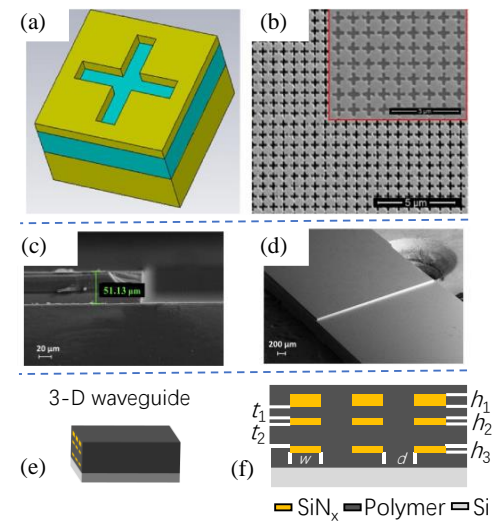 (a)
(b)
5 μm
(c)
51.13 μm
20 μm
(d)
200 μm
3-D waveguide
(e)
t1
t2
w
d
h1
h2
h3
(f)
SiNx Polymer Si